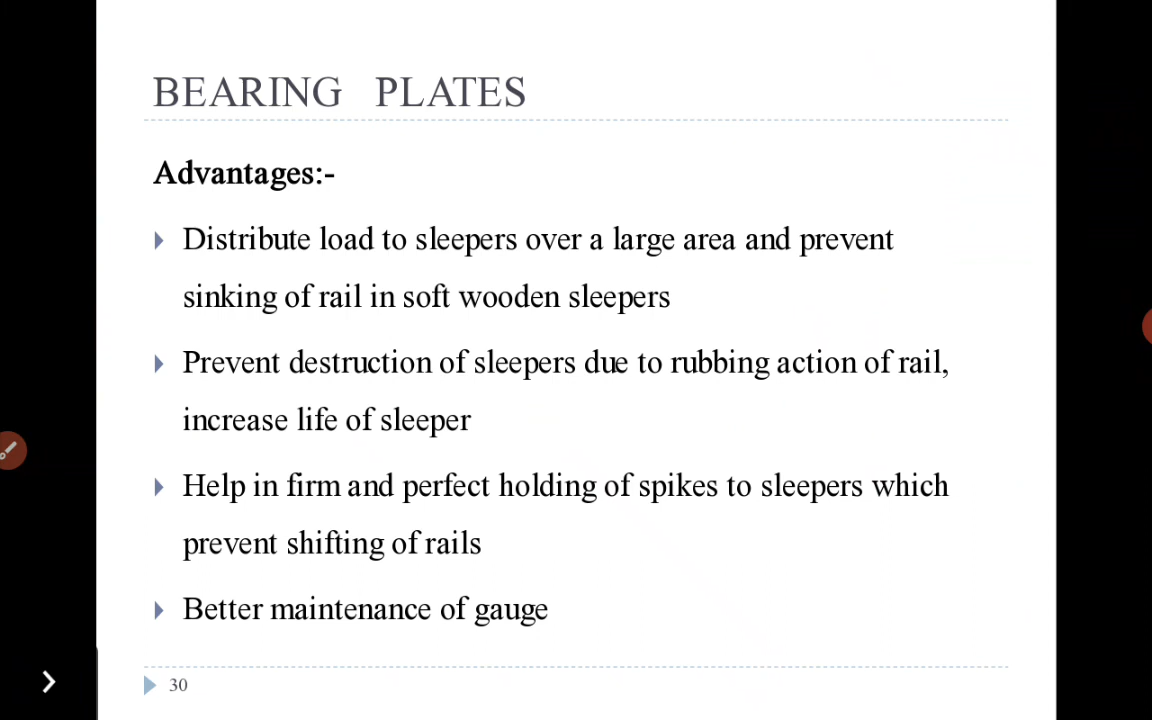 BEARING PLATES
Advantages:-
Distribute load to sleepers over a large area and prevent
sinking of rail in soft wooden sleepers
Prevent destruction of sleepers due to rubbing action of rail,
increase life of sleeper
Help in firm and perfect holding of spikes to sleepers which
prevent shifting of rails
Better maintenance of gauge
30